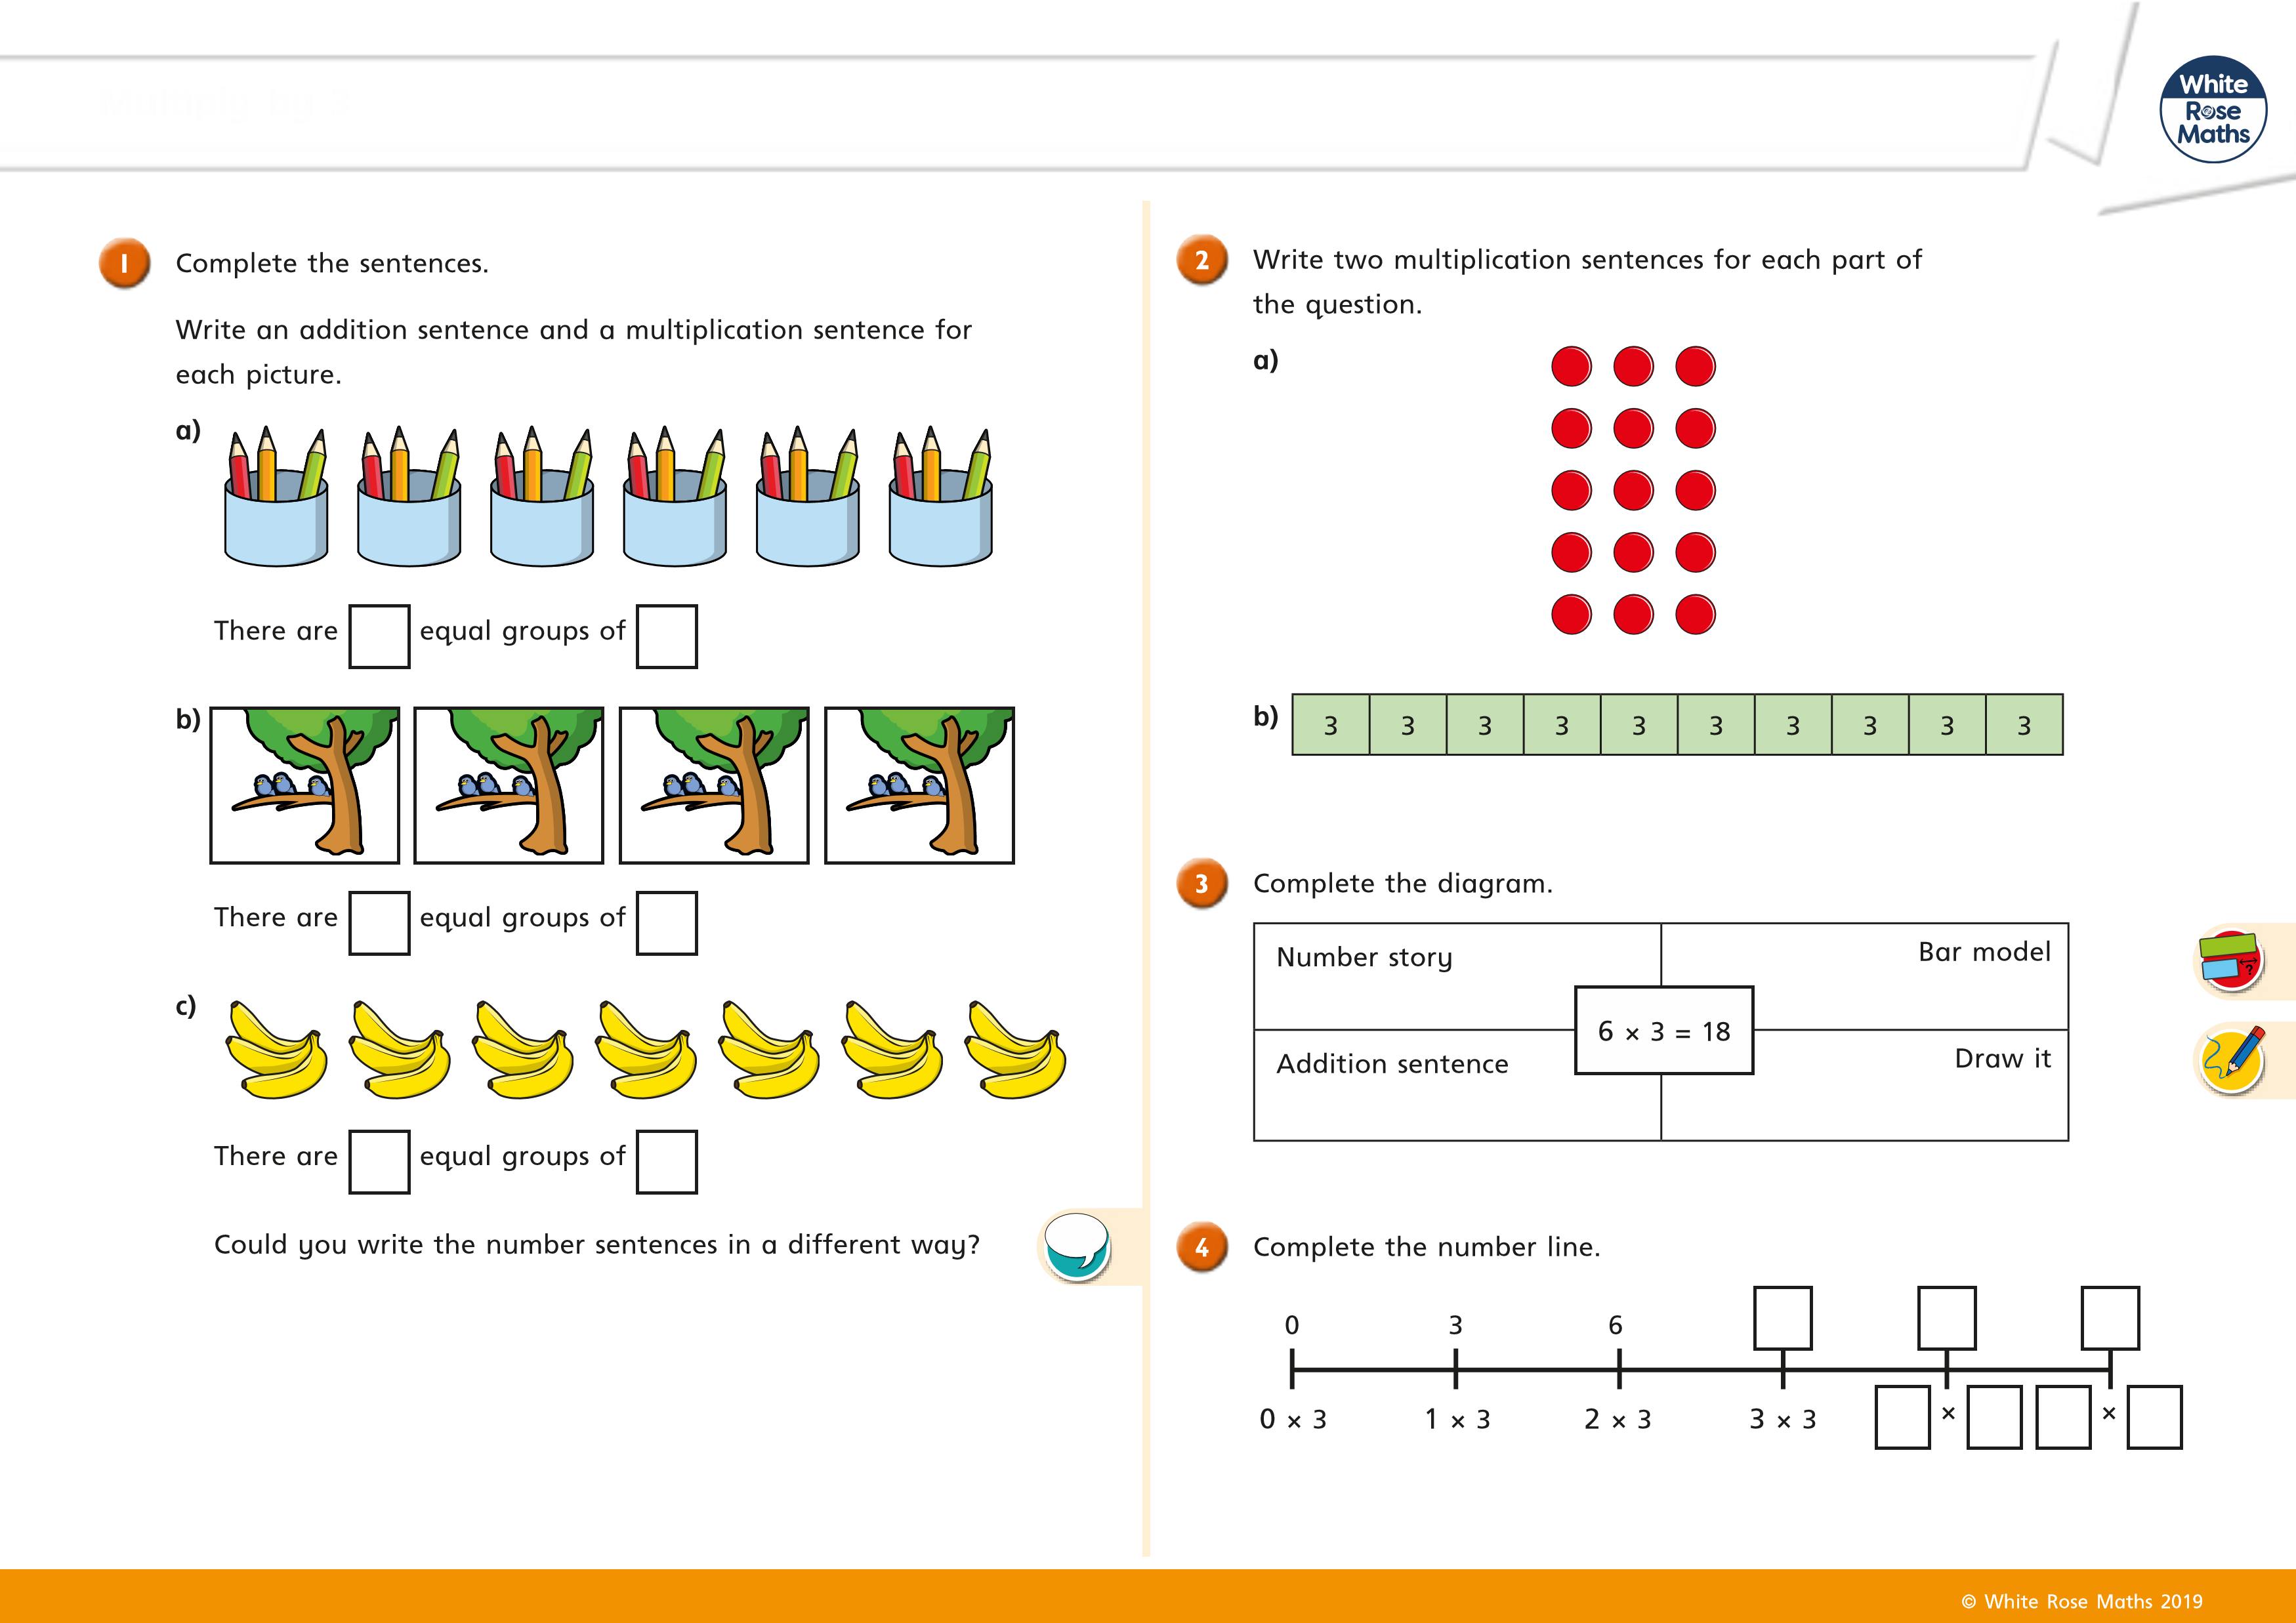 White
Rose
Maths
1
Complete the sentences.
Write an addition sentence and a multiplication sentence for
each picture.
a)
There are equal groups of
b)
There are equal groups of
c)
There are equal groups of
Could you write the number sentences in a different way?
2
Write two multiplication sentences for each part of
the question.
a)
b) 3 3 3 3 3 3 3 3 3 3
3
Complete the diagram.
Number story
Bar model
6 × 3 = 18
Addition sentence
Draw it
?
4
Complete the number line.
0 3 6
0 × 3 1 × 3 2 × 3 3 × 3 × ×
© White Rose Maths 2019